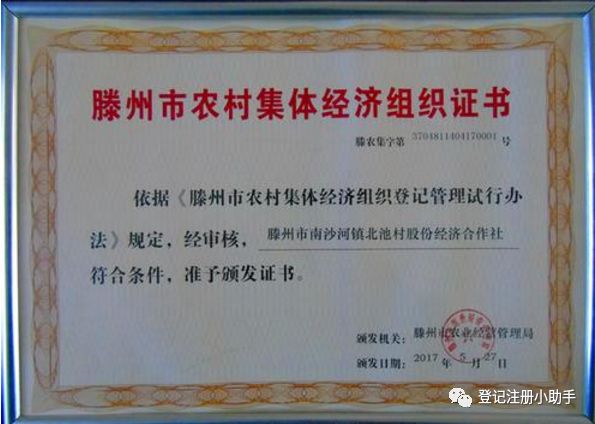 滕州市农村集体经济组织证书
滕农集字第 3704811404170001 号
依据《滕州市农村集体经济组织登记管理试行办
法》规定，经审核，滕州市南沙河镇北池村股份经济合作社
符合条件，准予颁发证书。
颁发机关：滕州市农业经营管理局
颁发日期：2017 年 5 月 27 日
登记注册小助手